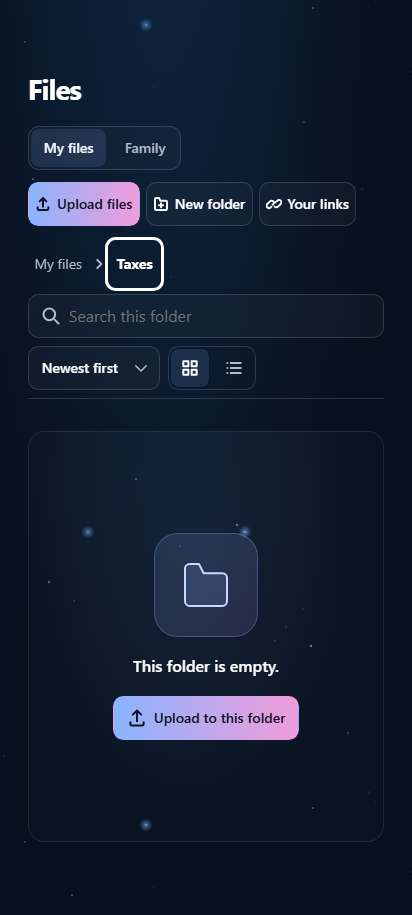 Files
My files Family
Upload files New folder Your links
My files > Taxes
Search this folder
Newest first
This folder is empty.
Upload to this folder